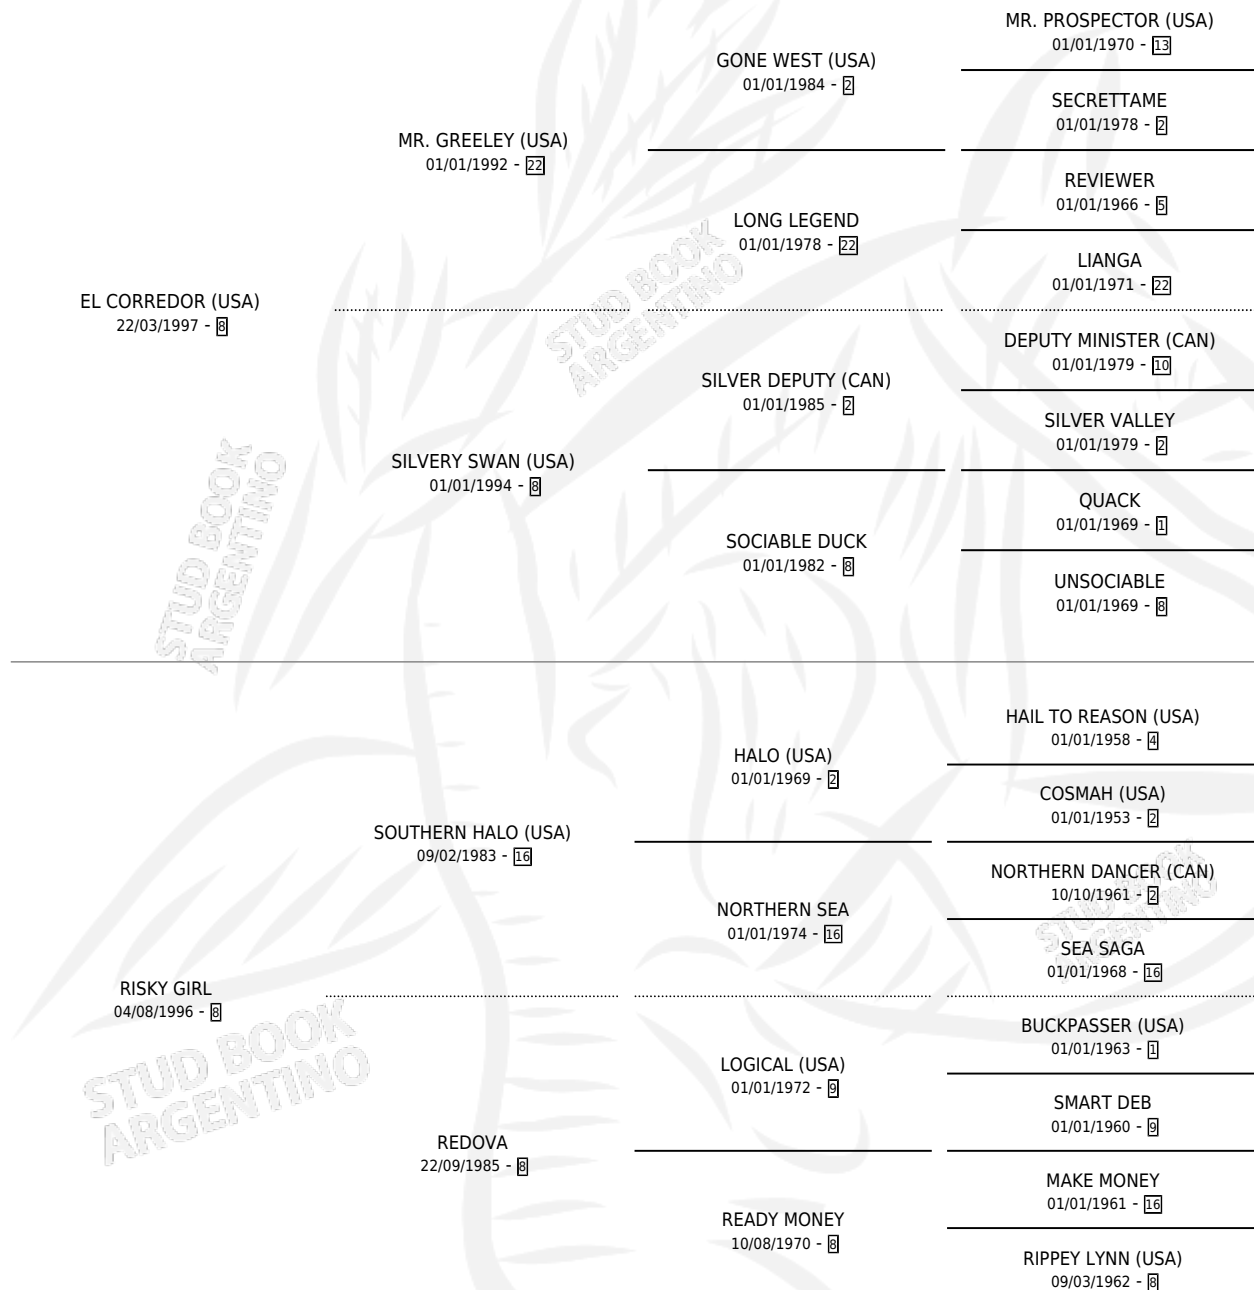 MR. PROSPECTOR (USA)
01/01/1970 - 13
GONE WEST (USA)
01/01/1984 - 2
SECRETTAME
01/01/1978 - 2
MR. GREELEY (USA)
01/01/1992 - 22
REVIEWER
01/01/1966 - 5
LONG LEGEND
01/01/1978 - 22
LIANGA
01/01/1971 - 22
EL CORREDOR (USA)
22/03/1997 - 8
DEPUTY MINISTER (CAN)
01/01/1979 - 10
SILVER DEPUTY (CAN)
01/01/1985 - 2
SILVER VALLEY
01/01/1979 - 2
SILVERY SWAN (USA)
01/01/1994 - 8
QUACK
01/01/1969 - 1
SOCIABLE DUCK
01/01/1982 - 8
UNSOCIABLE
01/01/1969 - 8
HAIL TO REASON (USA)
01/01/1958 - 4
HALO (USA)
01/01/1969 - 2
COSMAH (USA)
01/01/1953 - 2
SOUTHERN HALO (USA)
09/02/1983 - 16
NORTHERN DANCER (CAN)
10/10/1961 - 2
NORTHERN SEA
01/01/1974 - 16
SEA SAGA
01/01/1968 - 16
RISKY GIRL
04/08/1996 - 8
BUCKPASSER (USA)
01/01/1963 - 1
LOGICAL (USA)
01/01/1972 - 9
SMART DEB
01/01/1960 - 9
REDOVA
22/09/1985 - 8
MAKE MONEY
01/01/1961 - 16
READY MONEY
10/08/1970 - 8
RIPPEY LYNN (USA)
09/03/1962 - 8
STUD BOOK
ARGENTINO
STUD BOOK
ARGENTINO
STUD BOOK
ARGENTINO
STUD BOOK
ARGENTINO